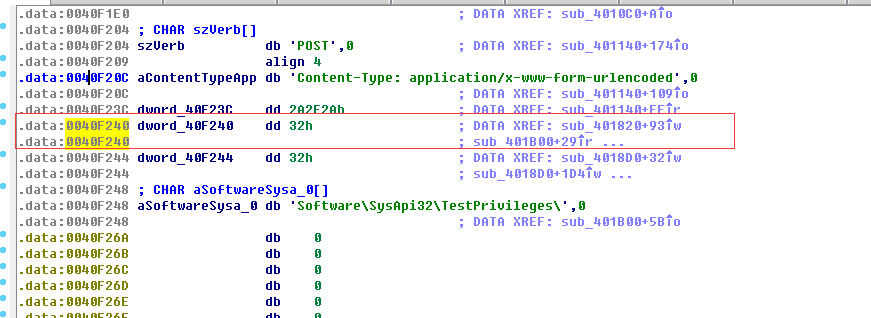 .data:0040F1E0 ; DATA XREF: sub_4010C0+A↑o
.data:0040F204 ; CHAR szVerb[]
.data:0040F204 szVerb db 'POST',0 ; DATA XREF: sub_401140+174↑o
.data:0040F209 align 4
.data:0040F20C aContentTypeApp db 'Content-Type: application/x-www-form-urlencoded',0
.data:0040F20C ; DATA XREF: sub_401140+109↑o
.data:0040F23C dword_40F23C dd 2A2F2Ah ; DATA XREF: sub_401140+EF↑r
.data:0040F240 dword_40F240 dd 32h ; DATA XREF: sub_401820+93↑w
.data:0040F240 ; sub_401B00+29↑r ...
.data:0040F244 dword_40F244 dd 32h ; DATA XREF: sub_4018D0+32↑w
.data:0040F244 ; sub_4018D0+1D4↑w ...
.data:0040F248 ; CHAR aSoftwareSysa_0[]
.data:0040F248 aSoftwareSysa_0 db 'Software\SysApi32\TestPrivileges\',0
.data:0040F248 ; DATA XREF: sub_401B00+5B↑o
.data:0040F26A db 0
.data:0040F26B db 0
.data:0040F26C db 0
.data:0040F26D db 0
.data:0040F26E db 0
.data:0040F26F db 0